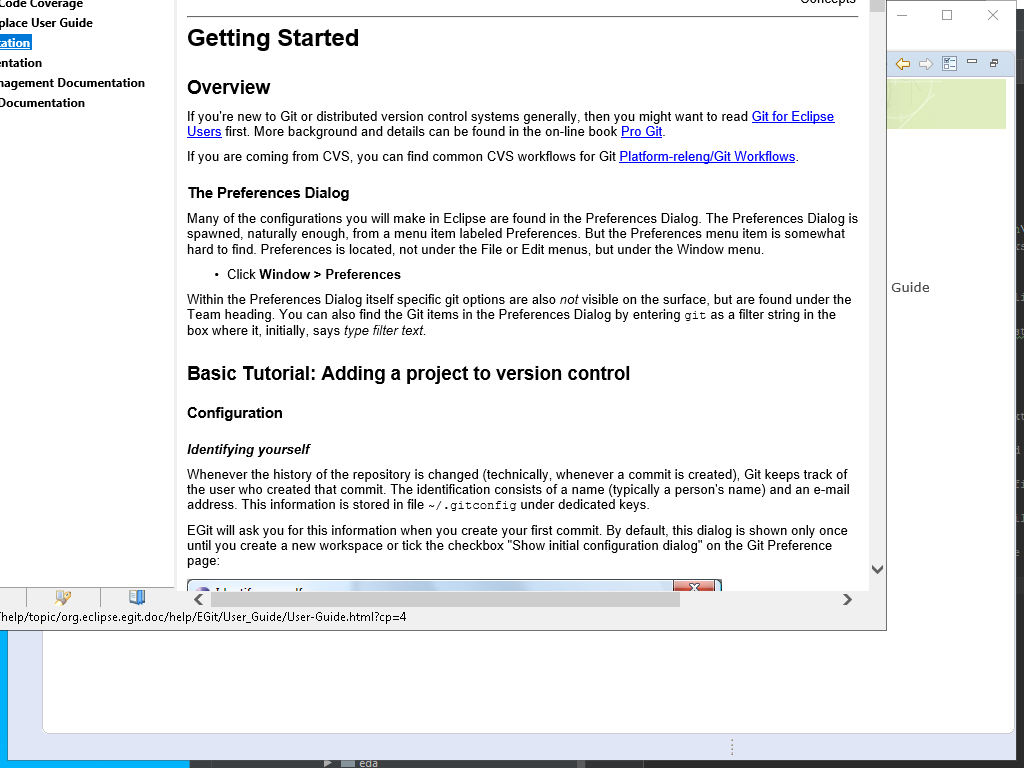 Code Coverage
place User Guide
ation
entation
nagement Documentation
Documentation
Concepts
Getting Started
Overview
If you're new to Git or distributed version control systems generally, then you might want to read Git for Eclipse
Users first. More background and details can be found in the on-line book Pro Git.
If you are coming from CVS, you can find common CVS workflows for Git Platform-releng/Git Workflows.
The Preferences Dialog
Many of the configurations you will make in Eclipse are found in the Preferences Dialog. The Preferences Dialog is
spawned, naturally enough, from a menu item labeled Preferences. But the Preferences menu item is somewhat
hard to find. Preferences is located, not under the File or Edit menus, but under the Window menu.
• Click Window > Preferences
Within the Preferences Dialog itself specific git options are also not visible on the surface, but are found under the
Team heading. You can also find the Git items in the Preferences Dialog by entering git as a filter string in the
box where it, initially, says type filter text.
Basic Tutorial: Adding a project to version control
Configuration
Identifying yourself
Whenever the history of the repository is changed (technically, whenever a commit is created), Git keeps track of
the user who created that commit. The identification consists of a name (typically a person's name) and an e-mail
address. This information is stored in file ~/.gitconfig under dedicated keys.
EGit will ask you for this information when you create your first commit. By default, this dialog is shown only once
until you create a new workspace or tick the checkbox "Show initial configuration dialog" on the Git Preference
page:
/help/topic/org.eclipse.egit.doc/help/EGit/User_Guide/User-Guide.html?cp=4
Guide
eda